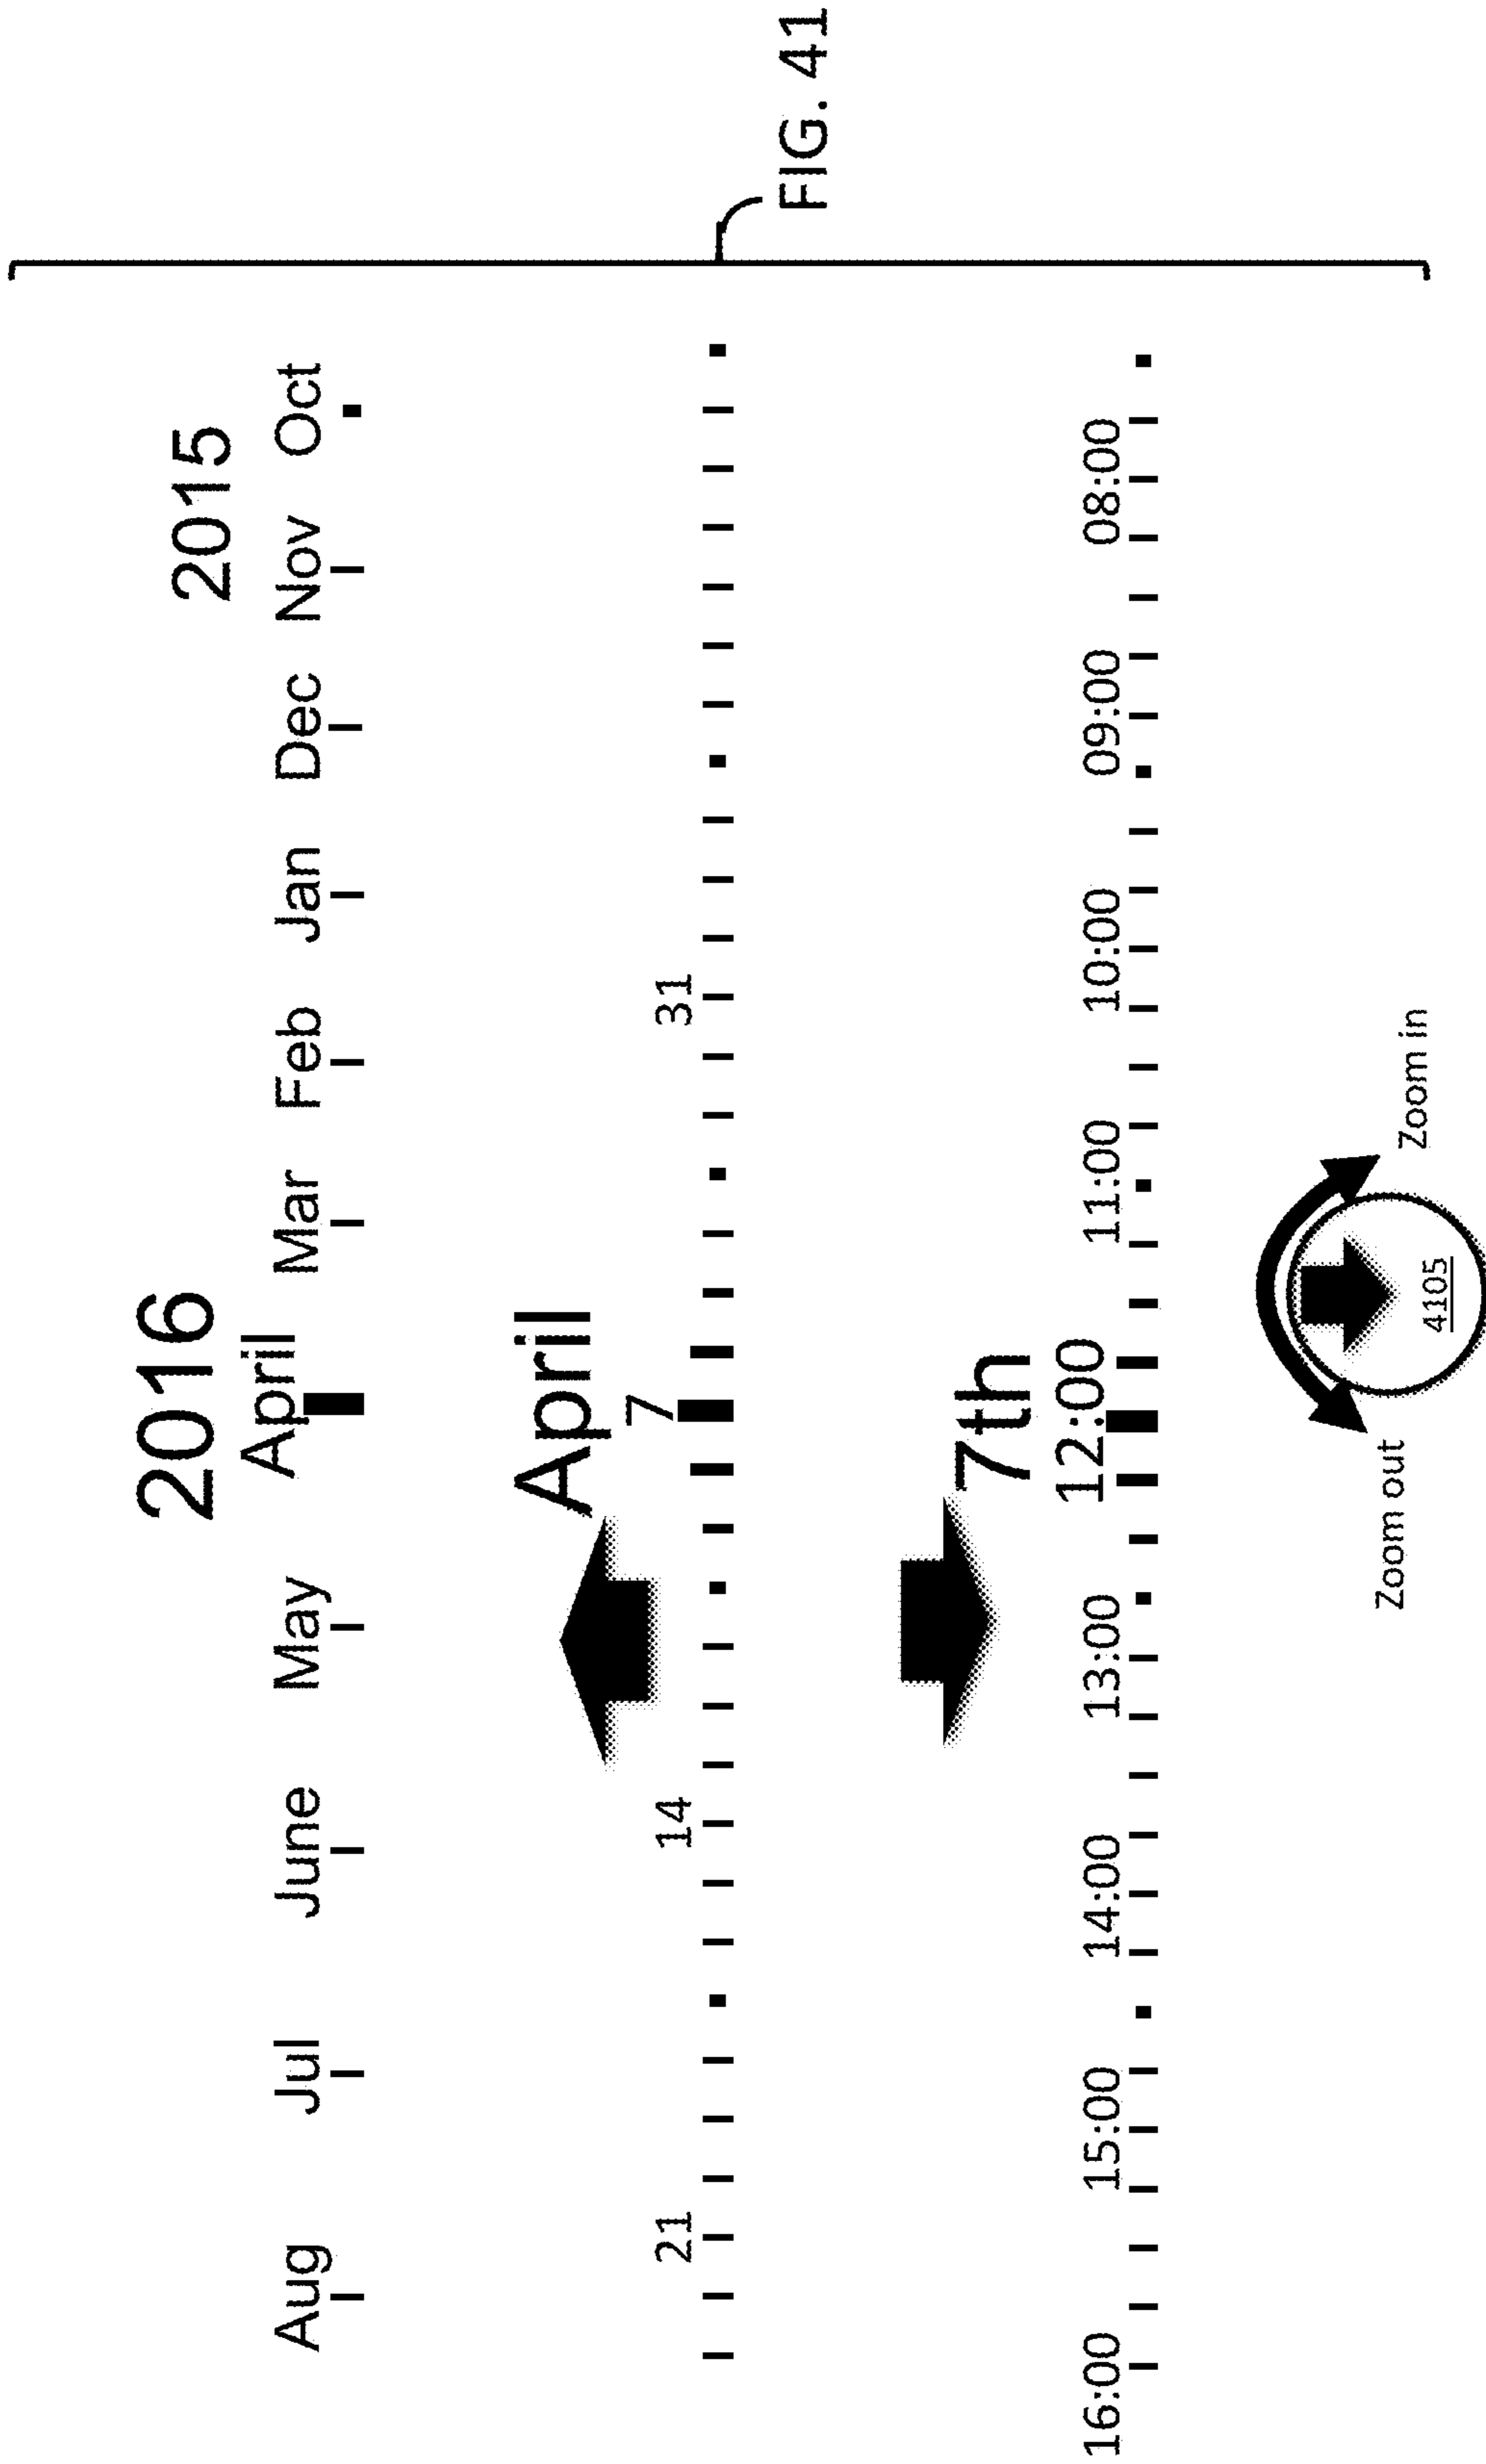 2016 2015
Aug Jul June May April Mar Feb Jan Dec Nov Oct
April
21 14 7 31
7th
16:00 15:00 14:00 13:00 12:00 11:00 10:00 09:00 08:00
Zoom out Zoom in
4105
FIG. 41